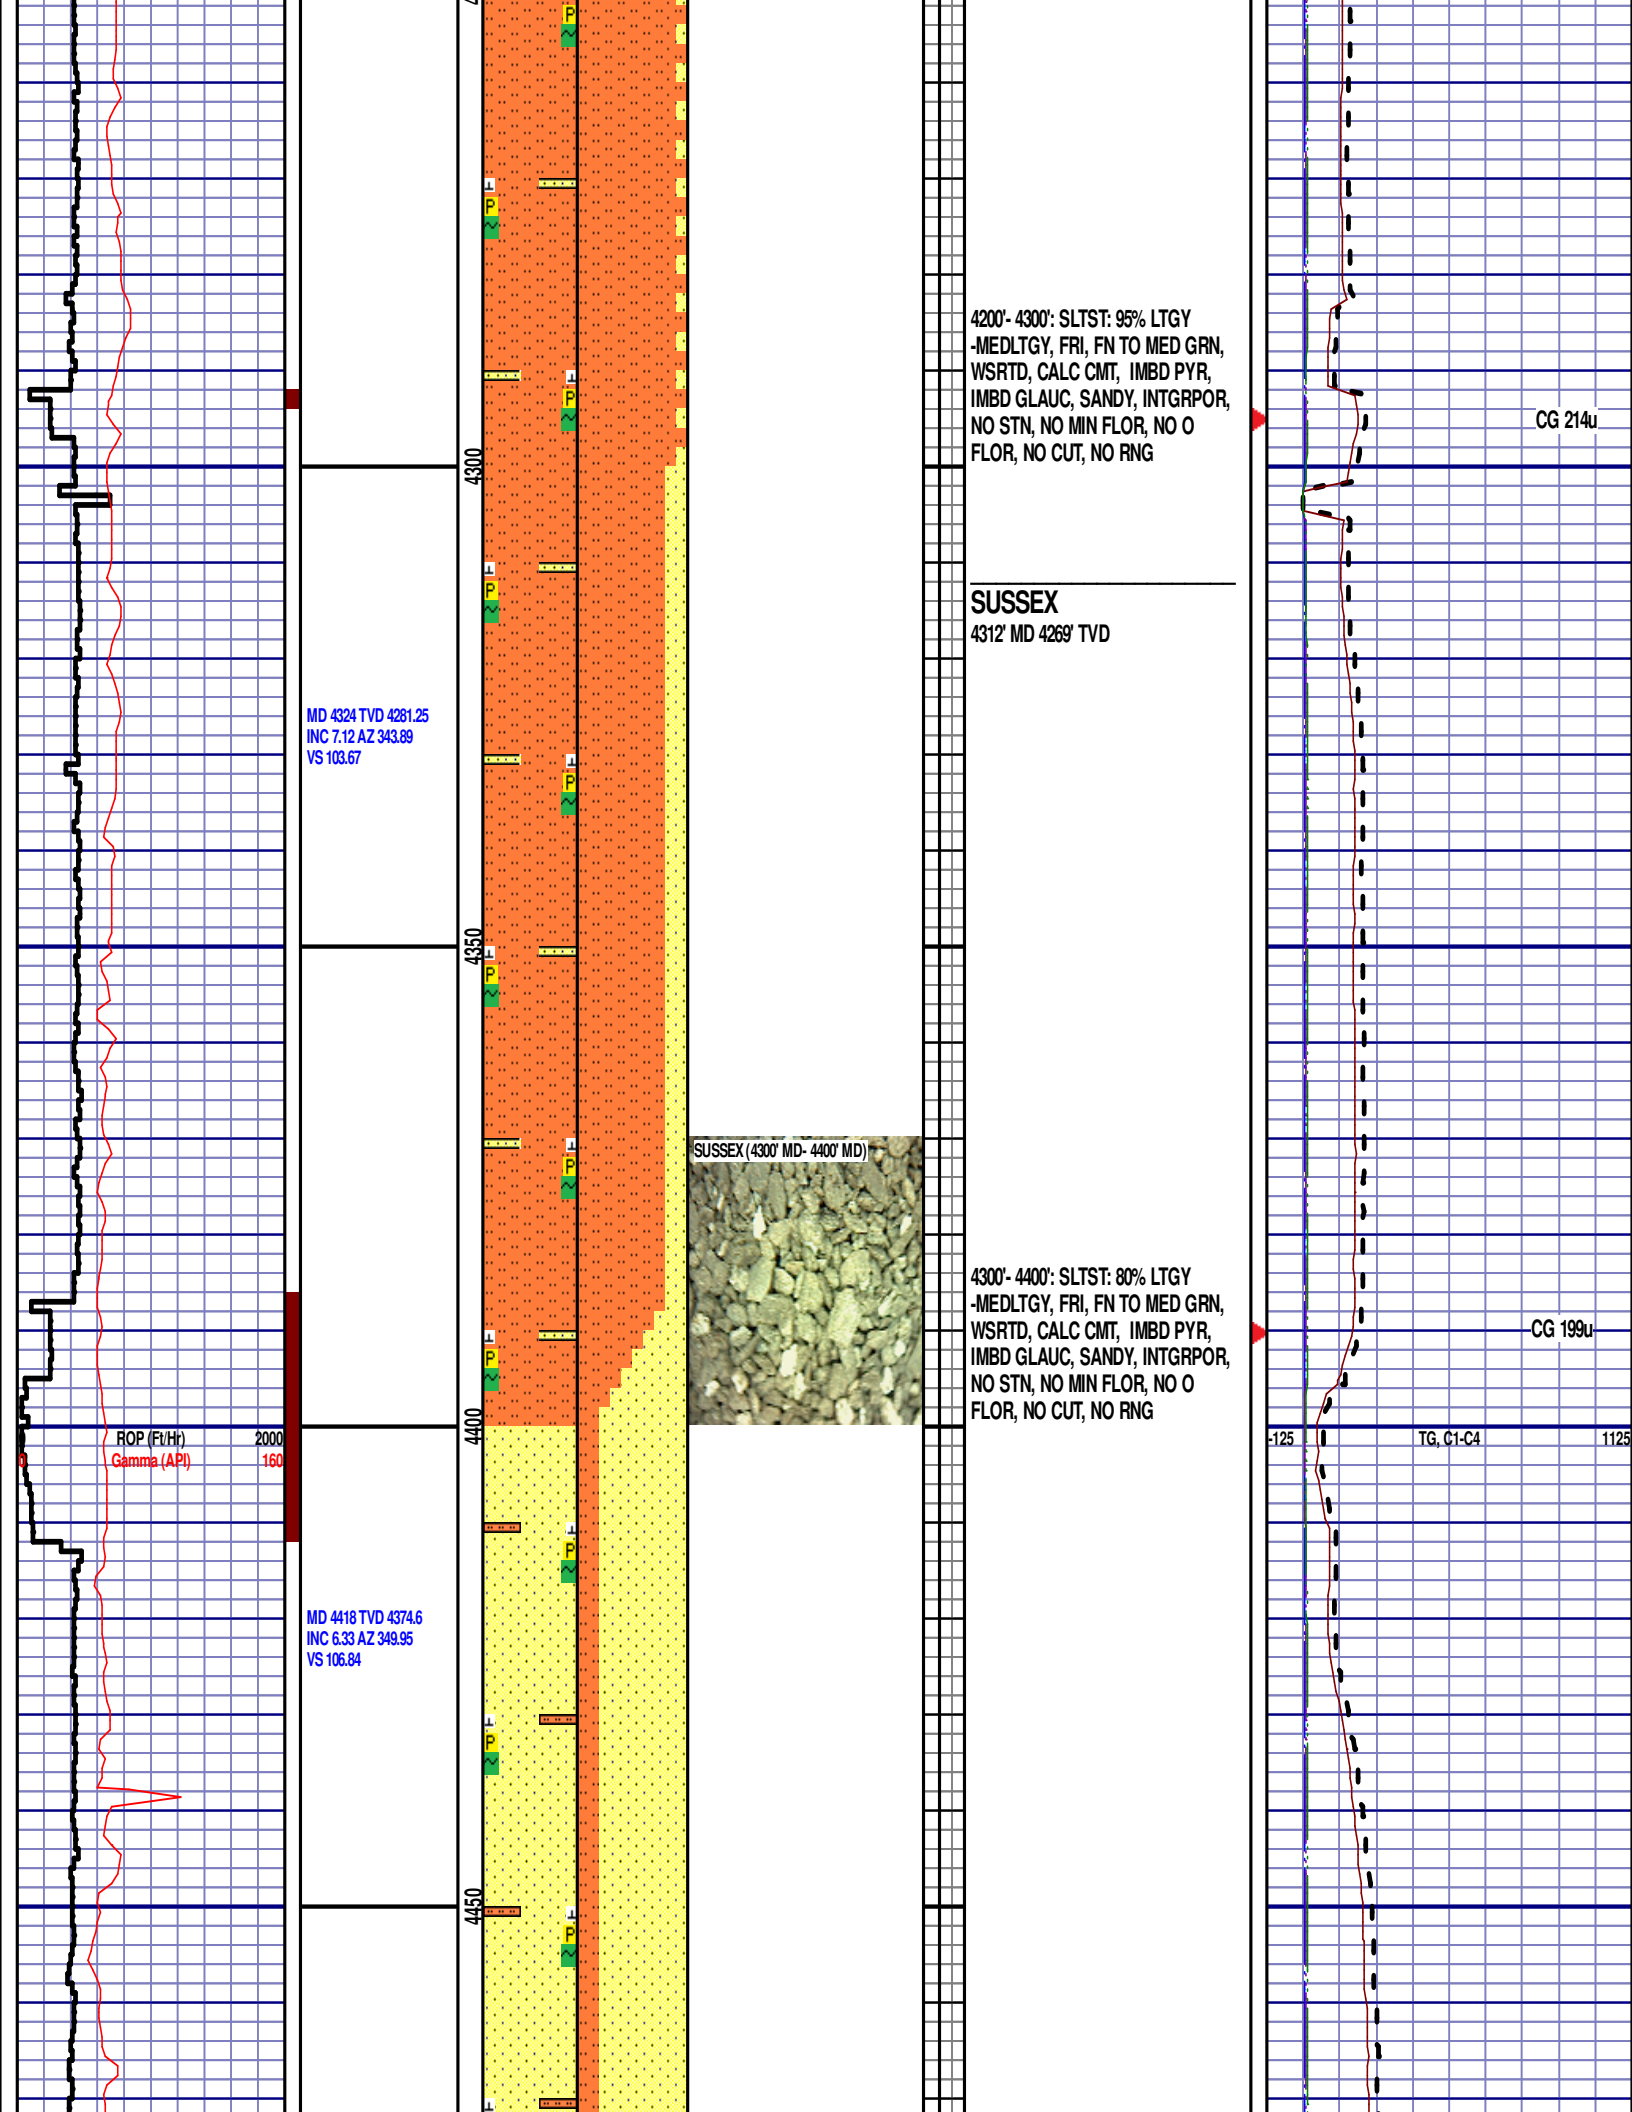 4200'- 4300': SLTST: 95% LTGY
-MEDLTGY, FRI, FN TO MED GRN,
WSRTD, CALC CMT, IMBD PYR,
IMBD GLAUC, SANDY, INTGRPOR,
NO STN, NO MIN FLOR, NO O
FLOR, NO CUT, NO RNG
CG 214u
4300
SUSSEX
4312' MD 4269' TVD
MD 4324 TVD 4281.25
INC 7.12 AZ 343.89
VS 103.67
4350
SUSSEX (4300' MD- 4400' MD)
4300'- 4400': SLTST: 80% LTGY
-MEDLTGY, FRI, FN TO MED GRN,
WSRTD, CALC CMT, IMBD PYR,
IMBD GLAUC, SANDY, INTGRPOR,
NO STN, NO MIN FLOR, NO O
FLOR, NO CUT, NO RNG
CG 199u
4400
ROP (Ft/Hr) 2000
Gamma (API) 160
-125 TG, C1-C4 1125
MD 4418 TVD 4374.6
INC 6.33 AZ 349.95
VS 106.84
4450
P
P
P
P
P
P
P
P
P
P
P